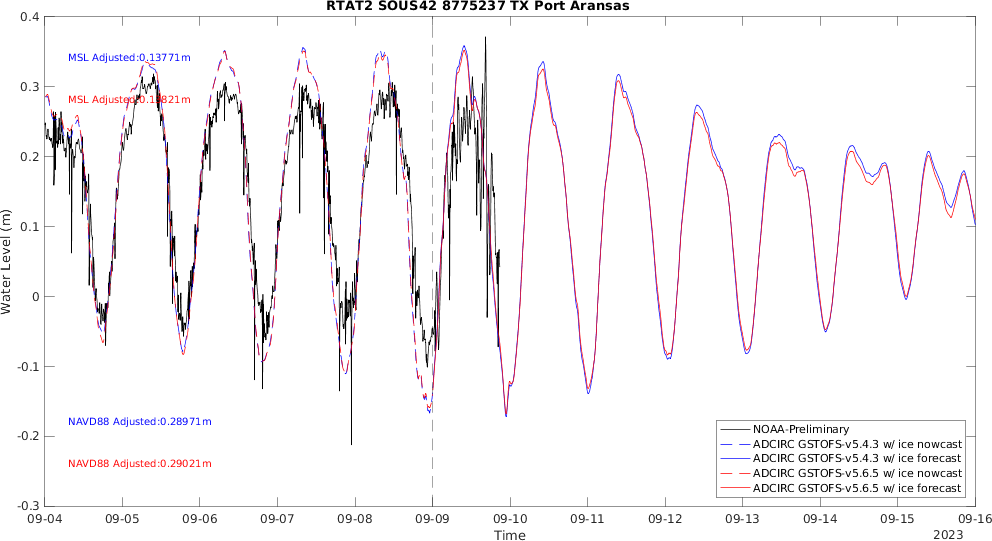 RTAT2 SOUS42 8775237 TX Port Aransas
0.4
0.3
0.2
0.1
0
-0.1
-0.2
-0.3
Water Level (m)
MSL Adjusted:0.13771m
MSL Adjusted:0.13821m
NAVD88 Adjusted:0.28971m
NAVD88 Adjusted:0.29021m
NOAA-Preliminary
ADCIRC GSTOFS-v5.4.3 w/ ice nowcast
ADCIRC GSTOFS-v5.4.3 w/ ice forecast
ADCIRC GSTOFS-v5.6.5 w/ ice nowcast
ADCIRC GSTOFS-v5.6.5 w/ ice forecast
09-04 09-05 09-06 09-07 09-08 09-09 09-10 09-11 09-12 09-13 09-14 09-15 09-16
Time
2023